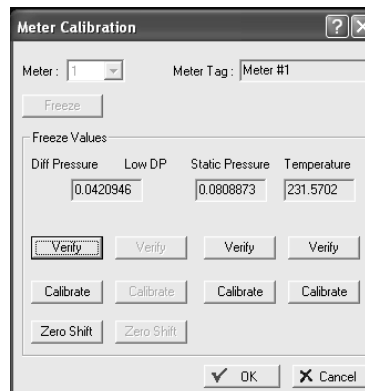 Meter Calibration
Meter : 1 Meter Tag : Meter #1
Freeze
Freeze Values
Diff Pressure Low DP Static Pressure Temperature
0.0420946 0.0808873 231.5702
Verify Verify Verify Verify
Calibrate Calibrate Calibrate Calibrate
Zero Shift Zero Shift
OK Cancel